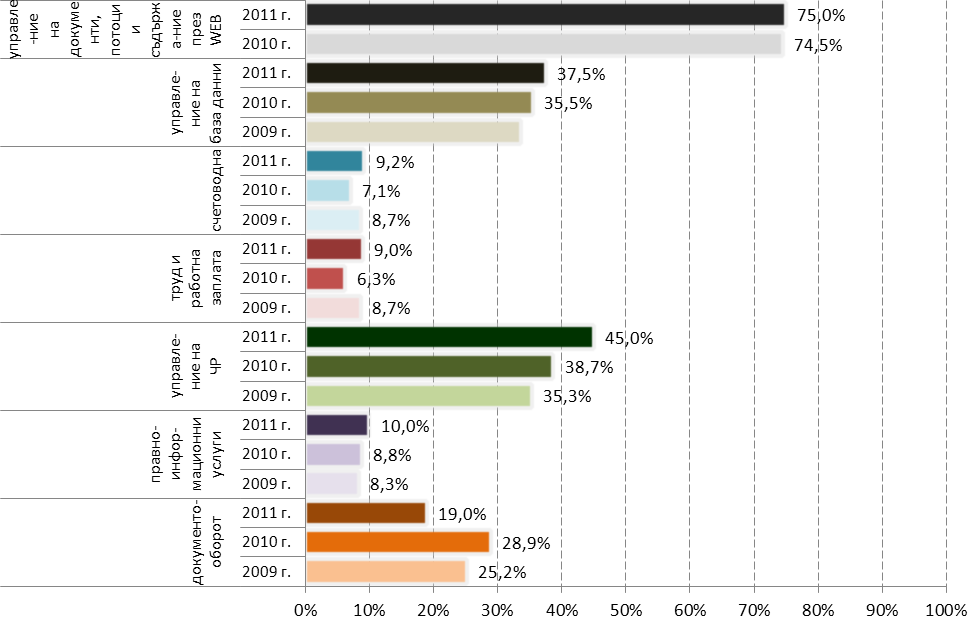 управле
-ние
на
докуме
нти,
потоци
и
съдърж
а-ние
през
WEB
2011 г.
75,0%
2010 г.
74,5%
управле-
ние на
база данни
2011 г.
37,5%
2010 г.
35,5%
2009 г.
счетоводна
2011 г.
9,2%
2010 г.
7,1%
2009 г.
8,7%
труд и
работна
заплата
2011 г.
9,0%
2010 г.
6,3%
2009 г.
8,7%
управле-
ние на
ЧР
2011 г.
45,0%
2010 г.
38,7%
2009 г.
35,3%
правно-
инфор-
мационни
услуги
2011 г.
10,0%
2010 г.
8,8%
2009 г.
8,3%
документо-
оборот
2011 г.
19,0%
2010 г.
28,9%
2009 г.
25,2%
0% 10% 20% 30% 40% 50% 60% 70% 80% 90% 100%